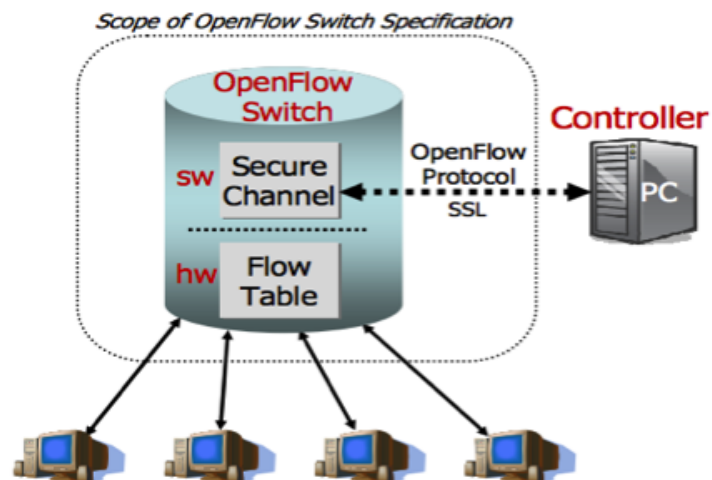 Scope of OpenFlow Switch Specification
OpenFlow
Switch
sw
Secure
Channel
hw
Flow
Table
OpenFlow
Protocol
SSL
Controller
PC